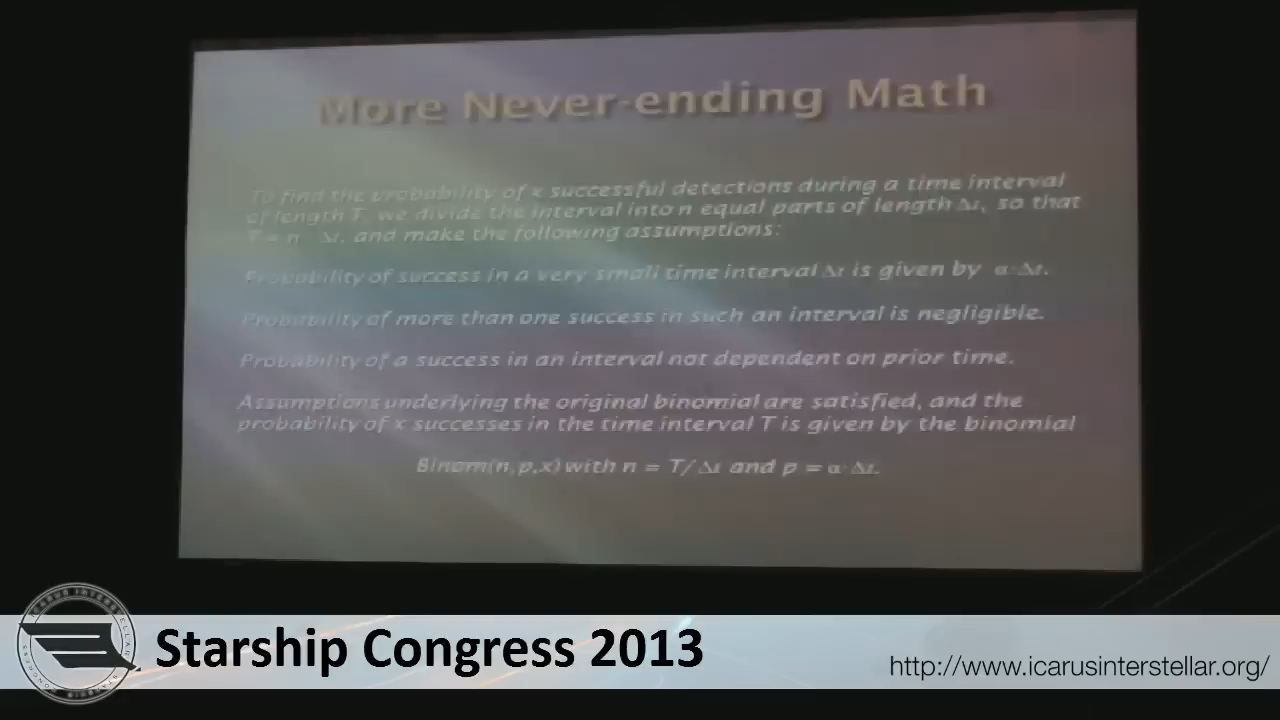 More Never-ending Math
To find the probability of x successful detections during a time interval
of length T, we divide the interval into n equal parts of length Δt, so that
T = n · Δt, and make the following assumptions:
Probability of success in a very small time interval Δt is given by α·Δt.
Probability of more than one success in such an interval is negligible.
Probability of a success in an interval not dependent on prior time.
Assumptions underlying the original binomial are satisfied, and the
probability of x successes in the time interval T is given by the binomial
Binom(n,p,x) with n = T/Δt and p = α·Δt.
ICARUS INTERSTELLAR
STARSHIP CONGRESS
Starship Congress 2013
http://www.icarusinterstellar.org/